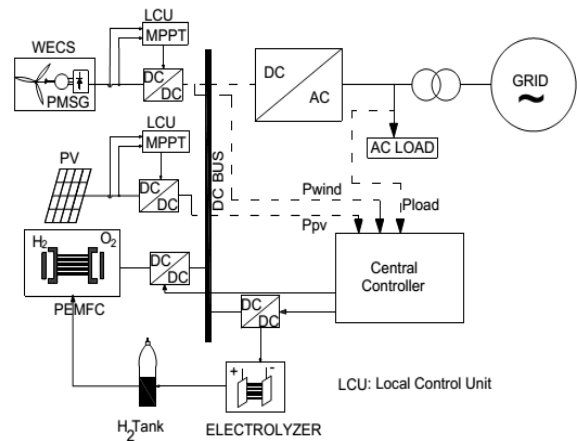 LCU
WECS
MPPT
PMSG
DC
DC
DC
AC
GRID
~
AC LOAD
LCU
MPPT
PV
DC
DC
DC BUS
Pwind
Pload
Ppv
H2
O2
PEMFC
DC
DC
Central
Controller
DC
DC
+ -
H2Tank
ELECTROLYZER
LCU: Local Control Unit